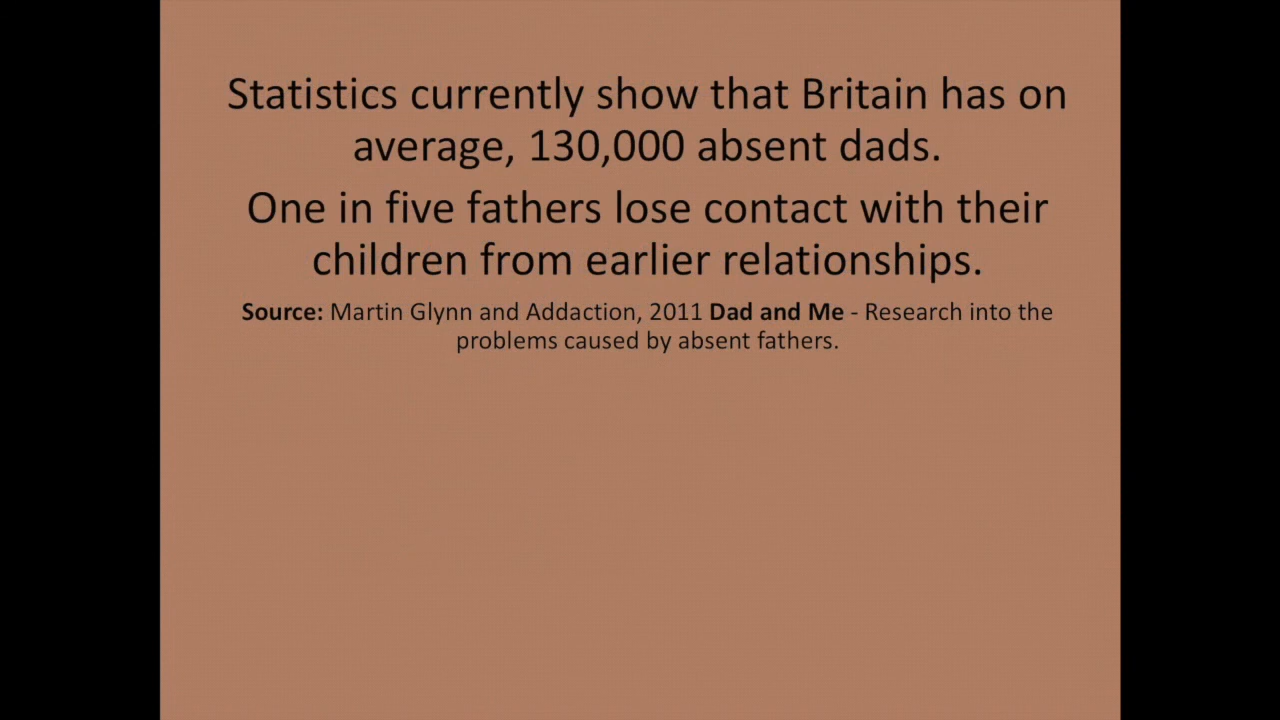 Statistics currently show that Britain has on
average, 130,000 absent dads.
One in five fathers lose contact with their
children from earlier relationships.
Source: Martin Glynn and Addaction, 2011 Dad and Me - Research into the
problems caused by absent fathers.